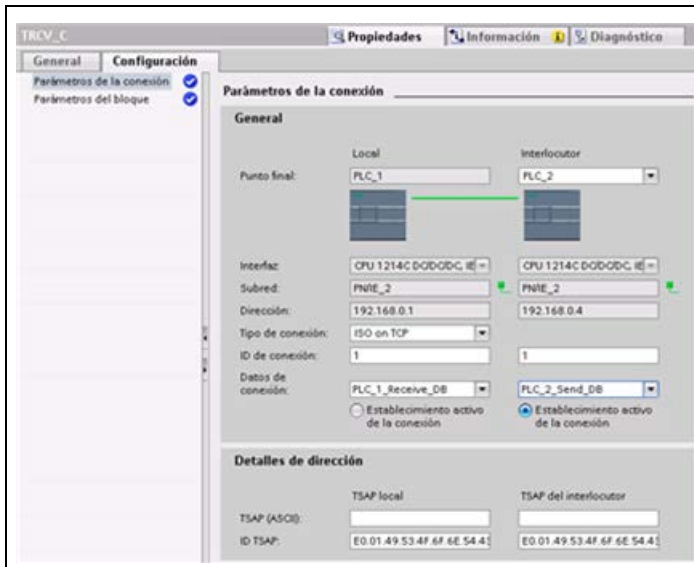 TRCV_C
Propiedades Información Diagnóstico
General Configuración
Parámetros de la conexión
Parámetros del bloque
Parámetros de la conexión
General
Local Interlocutor
Punto final: PLC_1 PLC_2
Interfaz: CPU 1214C DC/DC/DC, IE CPU 1214C DC/DC/DC, IE
Subred: PN/IE_2 PN/IE_2
Dirección: 192.168.0.1 192.168.0.4
Tipo de conexión: ISO on TCP
ID de conexión: 1 1
Datos de
conexión: PLC_1_Receive_DB PLC_2_Send_DB
Establecimiento activo Establecimiento activo
de la conexión de la conexión
Detalles de dirección
TSAP local TSAP del interlocutor
TSAP (ASCII):
ID TSAP: E0.01.49.53.4F.6F.6E.54.43 E0.01.49.53.4F.6F.6E.54.43